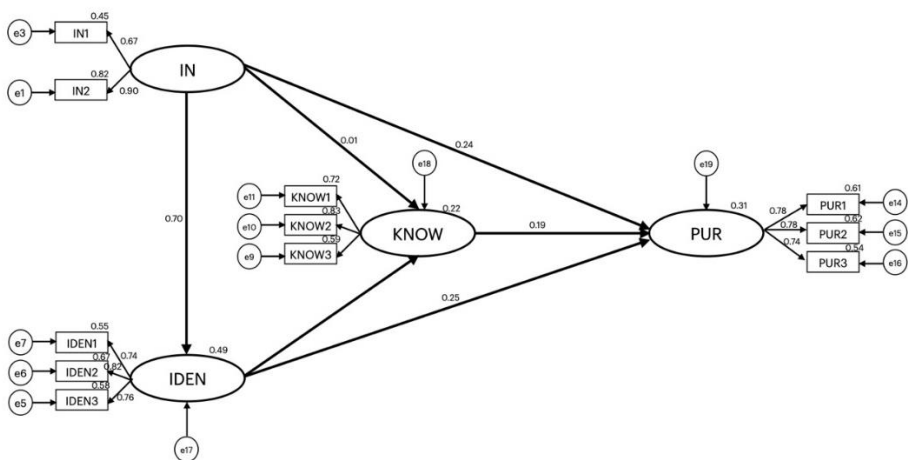 0.45
e3
IN1
0.67
IN
0.82
e1
IN2
0.90
0.01
0.24
0.70
e18
e19
0.72
e11
KNOW1
0.83
e10
KNOW2
0.59
e9
KNOW3
0.22
KNOW
0.19
0.31
PUR
0.61
0.78
PUR1
e14
0.62
0.78
PUR2
e15
0.54
0.74
PUR3
e16
0.25
0.55
e7
IDEN1
0.74
0.67
e6
IDEN2
0.82
0.58
e5
IDEN3
0.76
0.49
IDEN
e17